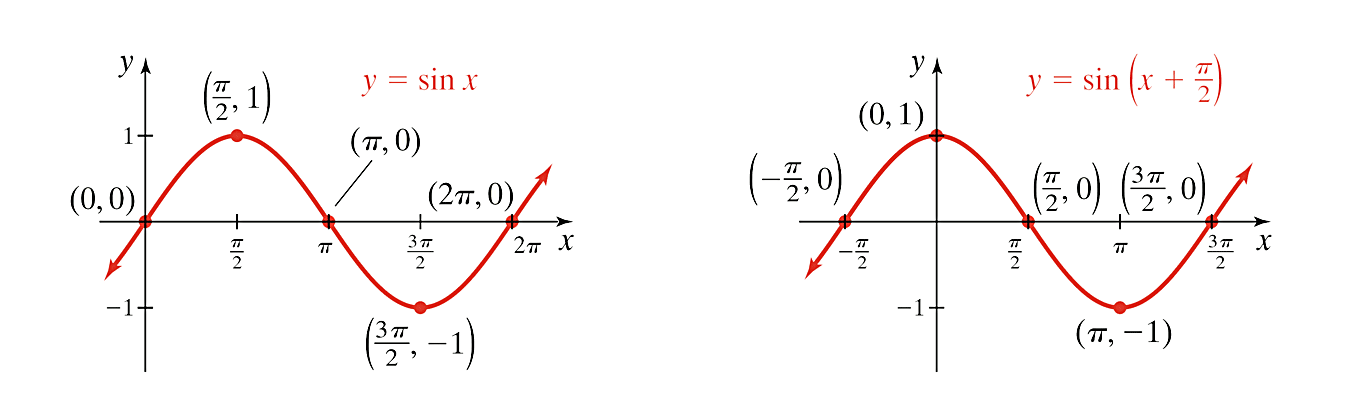 y
y = sin x
(π/2, 1)
1
(π, 0)
(0, 0)
(2π, 0)
π/2
π
3π/2
2π
x
−1
(3π/2, −1)
y
y = sin (x + π/2)
(0, 1)
(−π/2, 0)
(π/2, 0)
(3π/2, 0)
−π/2
π/2
π
3π/2
x
−1
(π, −1)